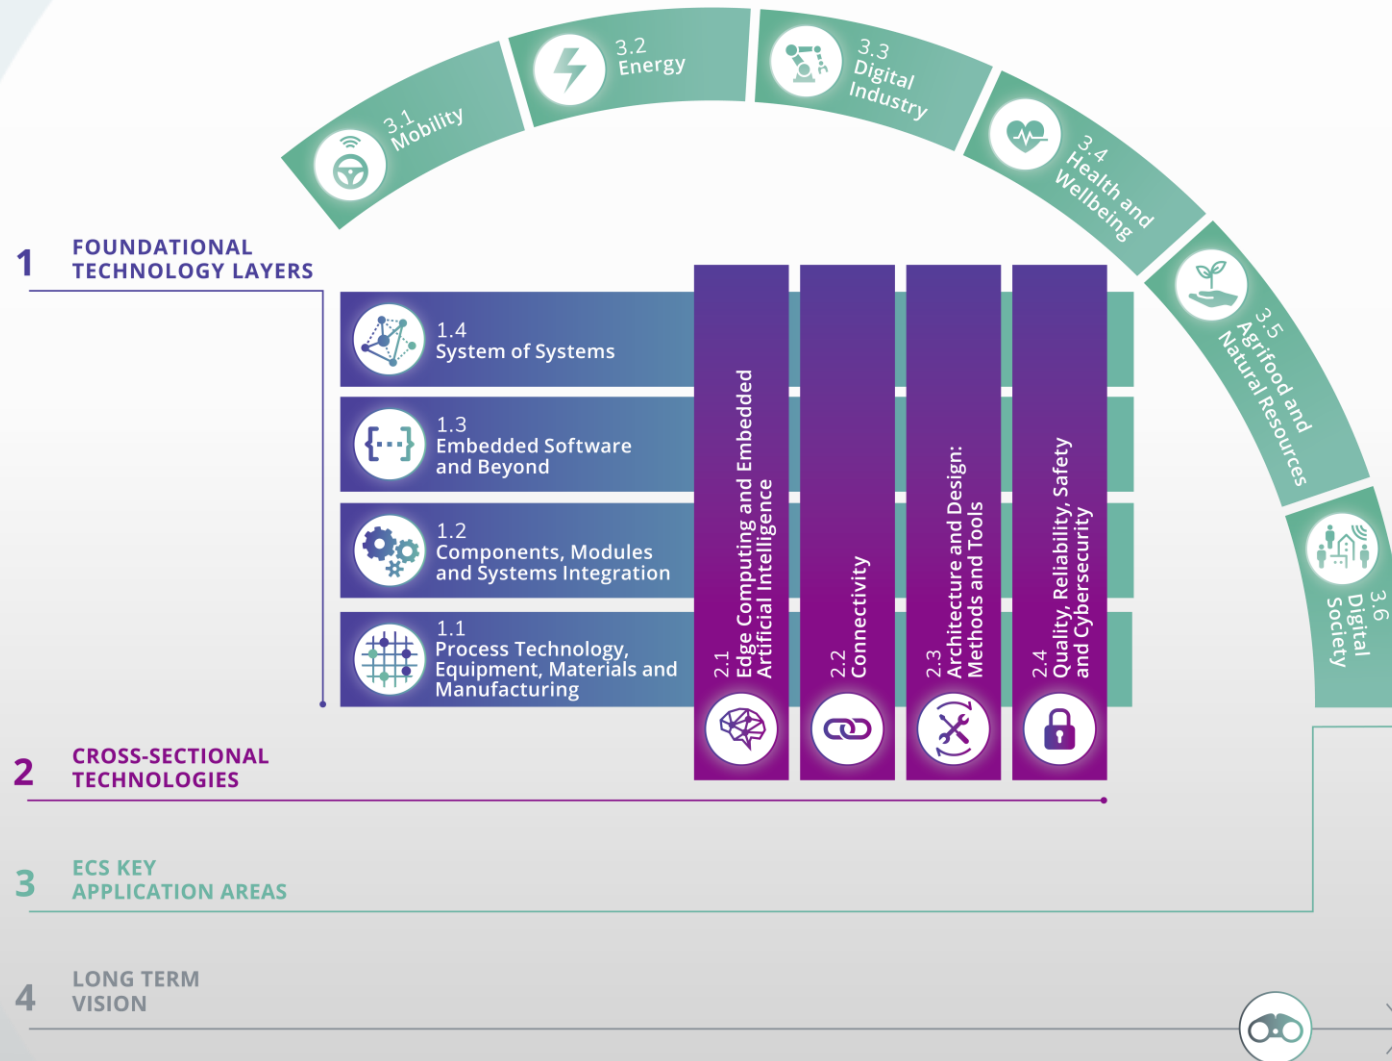 3.1
Mobility
3.2
Energy
3.3
Digital
Industry
3.4
Health and
Wellbeing
3.5
Agrifood and
Natural Resources
3.6
Digital
Society
1
FOUNDATIONAL
TECHNOLOGY LAYERS
1.4
System of Systems
1.3
Embedded Software
and Beyond
1.2
Components, Modules
and Systems Integration
1.1
Process Technology,
Equipment, Materials and
Manufacturing
2.1
Edge Computing and Embedded
Artificial Intelligence
2.2
Connectivity
2.3
Architecture and Design:
Methods and Tools
2.4
Quality, Reliability, Safety
and Cybersecurity
2
CROSS-SECTIONAL
TECHNOLOGIES
3
ECS KEY
APPLICATION AREAS
4
LONG TERM
VISION